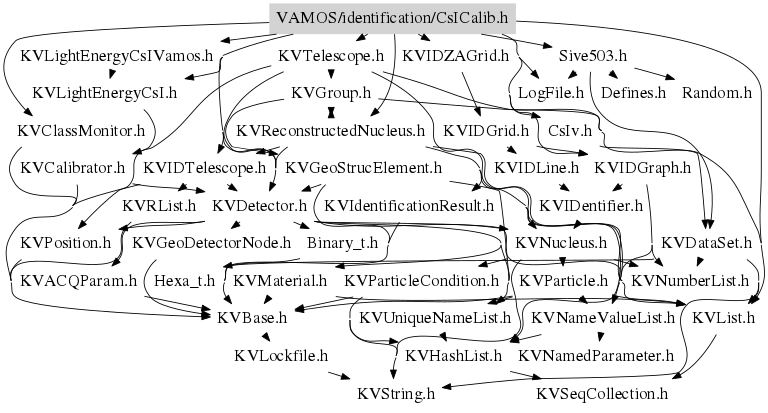 VAMOS/identification/CsICalib.h
KVLightEnergyCsIVamos.h KVTelescope.h KVIDZAGrid.h Sive503.h
KVLightEnergyCsI.h KVGroup.h LogFile.h Defines.h Random.h
KVClassMonitor.h KVReconstructedNucleus.h KVIDGrid.h CsIv.h
KVCalibrator.h KVIDTelescope.h KVGeoStrucElement.h KVIDLine.h KVIDGraph.h
KVRList.h KVDetector.h KVIdentificationResult.h KVIDentifier.h
KVPosition.h KVGeoDetectorNode.h Binary_t.h KVNucleus.h KVDataSet.h
KVACQParam.h Hexa_t.h KVMaterial.h KVParticleCondition.h KVParticle.h KVNumberList.h
KVBase.h KVUniqueNameList.h KVNameValueList.h KVList.h
KVLockfile.h KVHashList.h KVNamedParameter.h
KVString.h KVSeqCollection.h